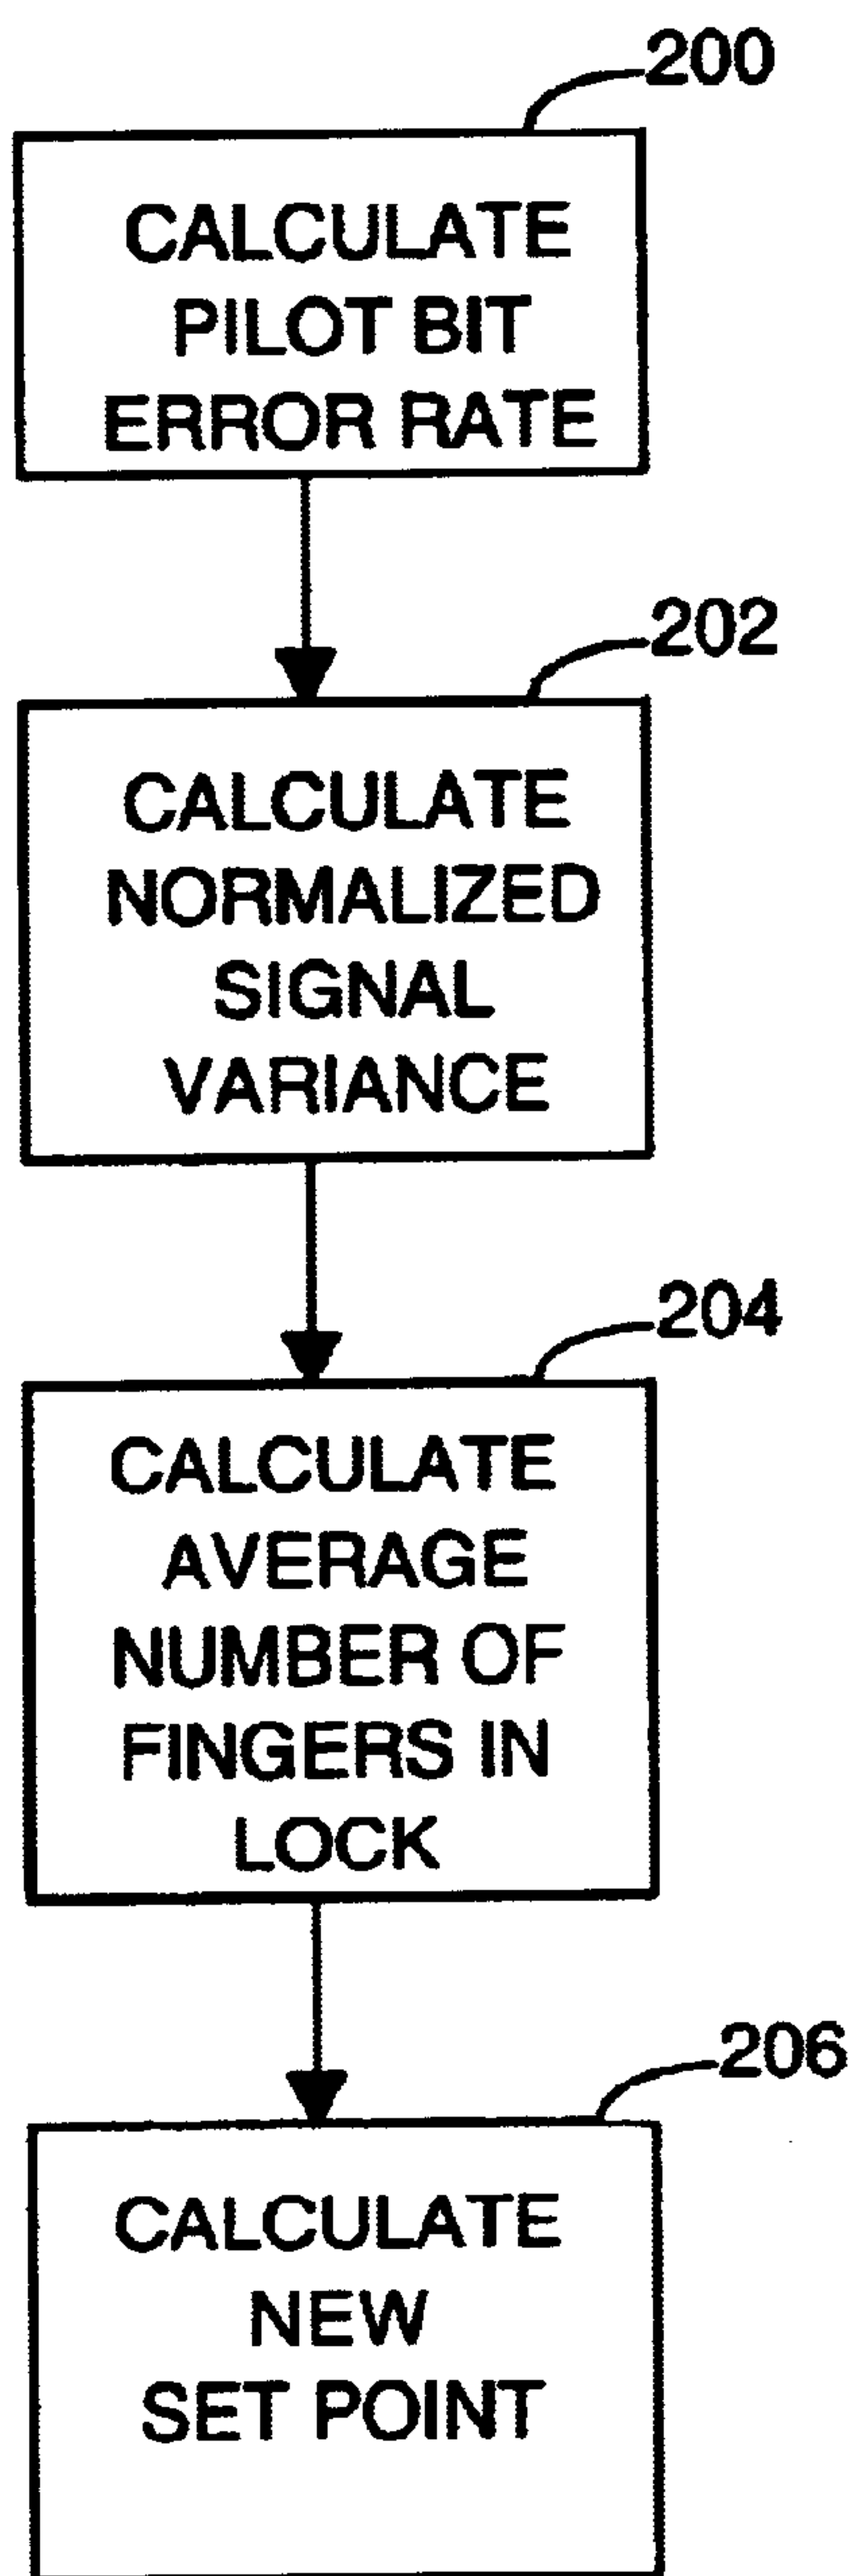 200
CALCULATE
PILOT BIT
ERROR RATE
202
CALCULATE
NORMALIZED
SIGNAL
VARIANCE
204
CALCULATE
AVERAGE
NUMBER OF
FINGERS IN
LOCK
206
CALCULATE
NEW
SET POINT